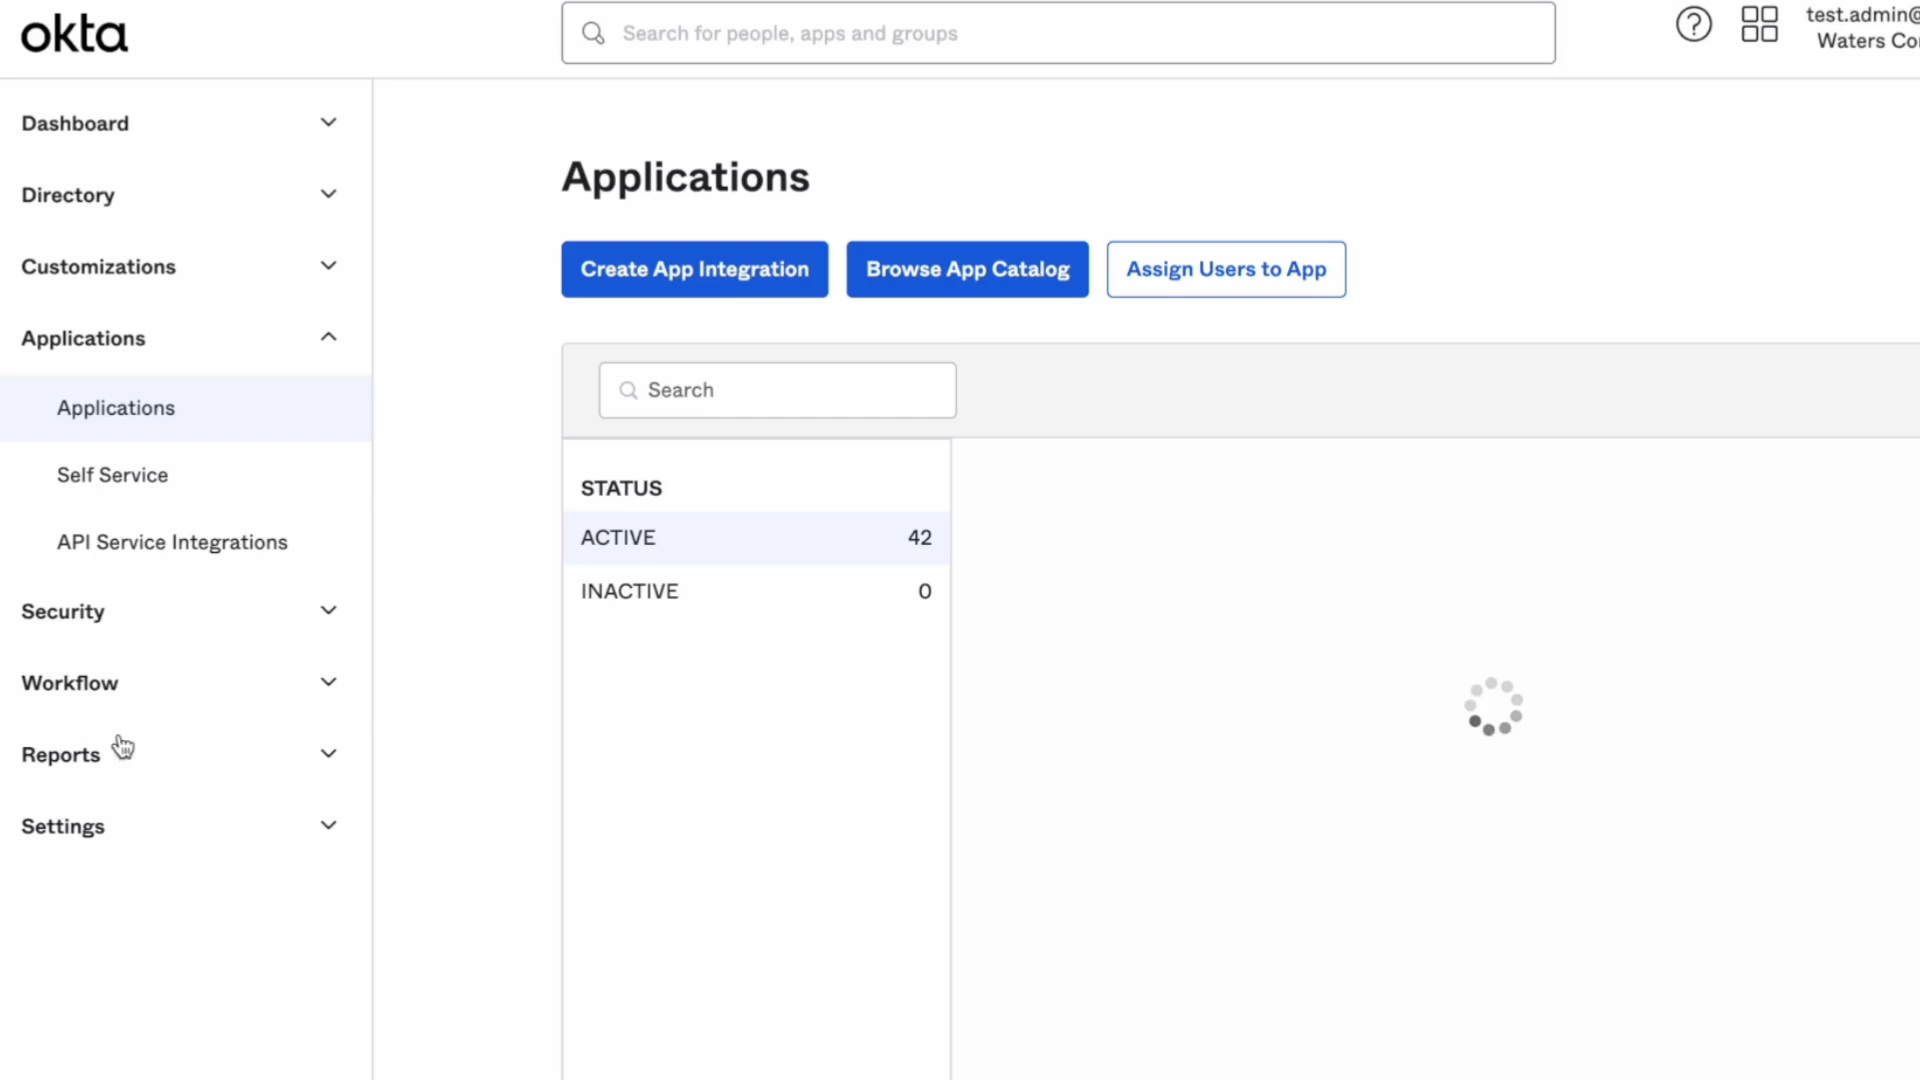 okta
Search for people, apps and groups
test.admin@
Waters Co
Dashboard
Directory
Customizations
Applications
Applications
Self Service
API Service Integrations
Security
Workflow
Reports
Settings
Applications
Create App Integration
Browse App Catalog
Assign Users to App
Search
STATUS
ACTIVE 42
INACTIVE 0